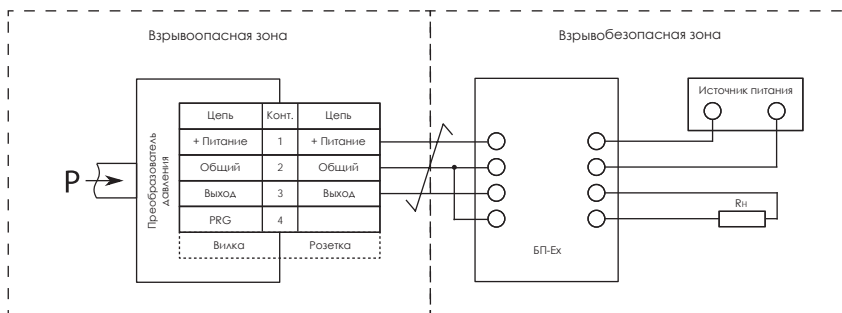 Взрывоопасная зона
Взрывобезопасная зона
Источник питания
Преобразователь
давления
Цепь Конт. Цепь
+ Питание 1 + Питание
Общий 2 Общий
Выход 3 Выход
PRG 4
Вилка Розетка
P
Rн
БП-Ех